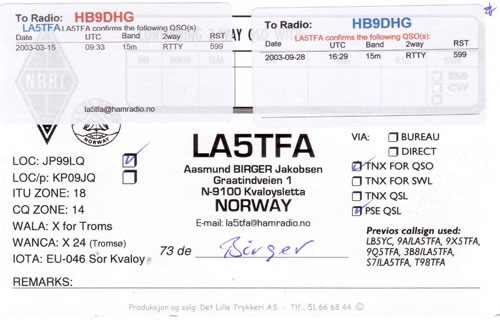 To Radio: HB9DHG
LA5TFA LA5TFA confirms the following QSO(s):
Date UTC Band 2way RST
2003-03-15 09:33 15m RTTY 599
la5tfa@hamradio.no
To Radio: HB9DHG
LA5TFA LA5TFA confirms the following QSO(s):
Date UTC Band 2way RST
2003-09-28 16:29 15m RTTY 599
la5tfa@hamradio.no
NRRL
SSB
CW
NORWAY
LA5TFA
Aasmund BIRGER Jakobsen
Graatindveien 1
N-9100 Kvaloysletta
NORWAY
E-mail: la5tfa@hamradio.no
LOC: JP99LQ
LOC/p: KP09JQ
ITU ZONE: 18
CQ ZONE: 14
WALA: X for Troms
WANCA: X 24 (Tromsø)
IOTA: EU-046 Sor Kvaloy
73 de Birger
VIA: BUREAU
DIRECT
TNX FOR QSO
TNX FOR SWL
TNX QSL
PSE QSL
Previous callsign used:
LB5YC, 9A/LA5TFA, 9X5TFA,
9Q5TFA, 3B8/LA5TFA,
S7/LA5TFA, T98TFA
REMARKS:
Produksjon og salg: Det Lille Trykkeri AS - Tlf.: 51 66 68 44 ©